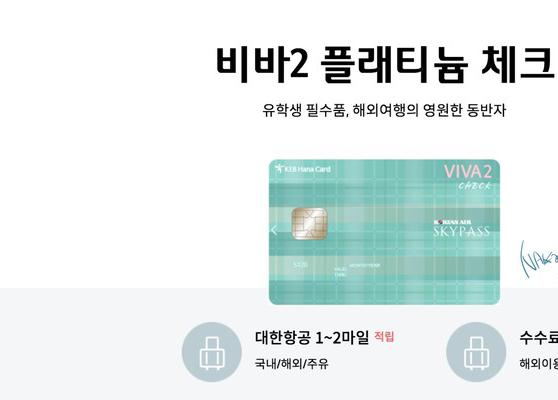 비바2 플래티늄 체크
유학생 필수품, 해외여행의 영원한 동반자
KEB Hana Card
VIVA2
CHECK
KOREAN AIR
SKYPASS
5420
VALID
THRU
MONTH/YEAR
대한항공 1~2마일 적립
국내/해외/주유
수수료
해외이용